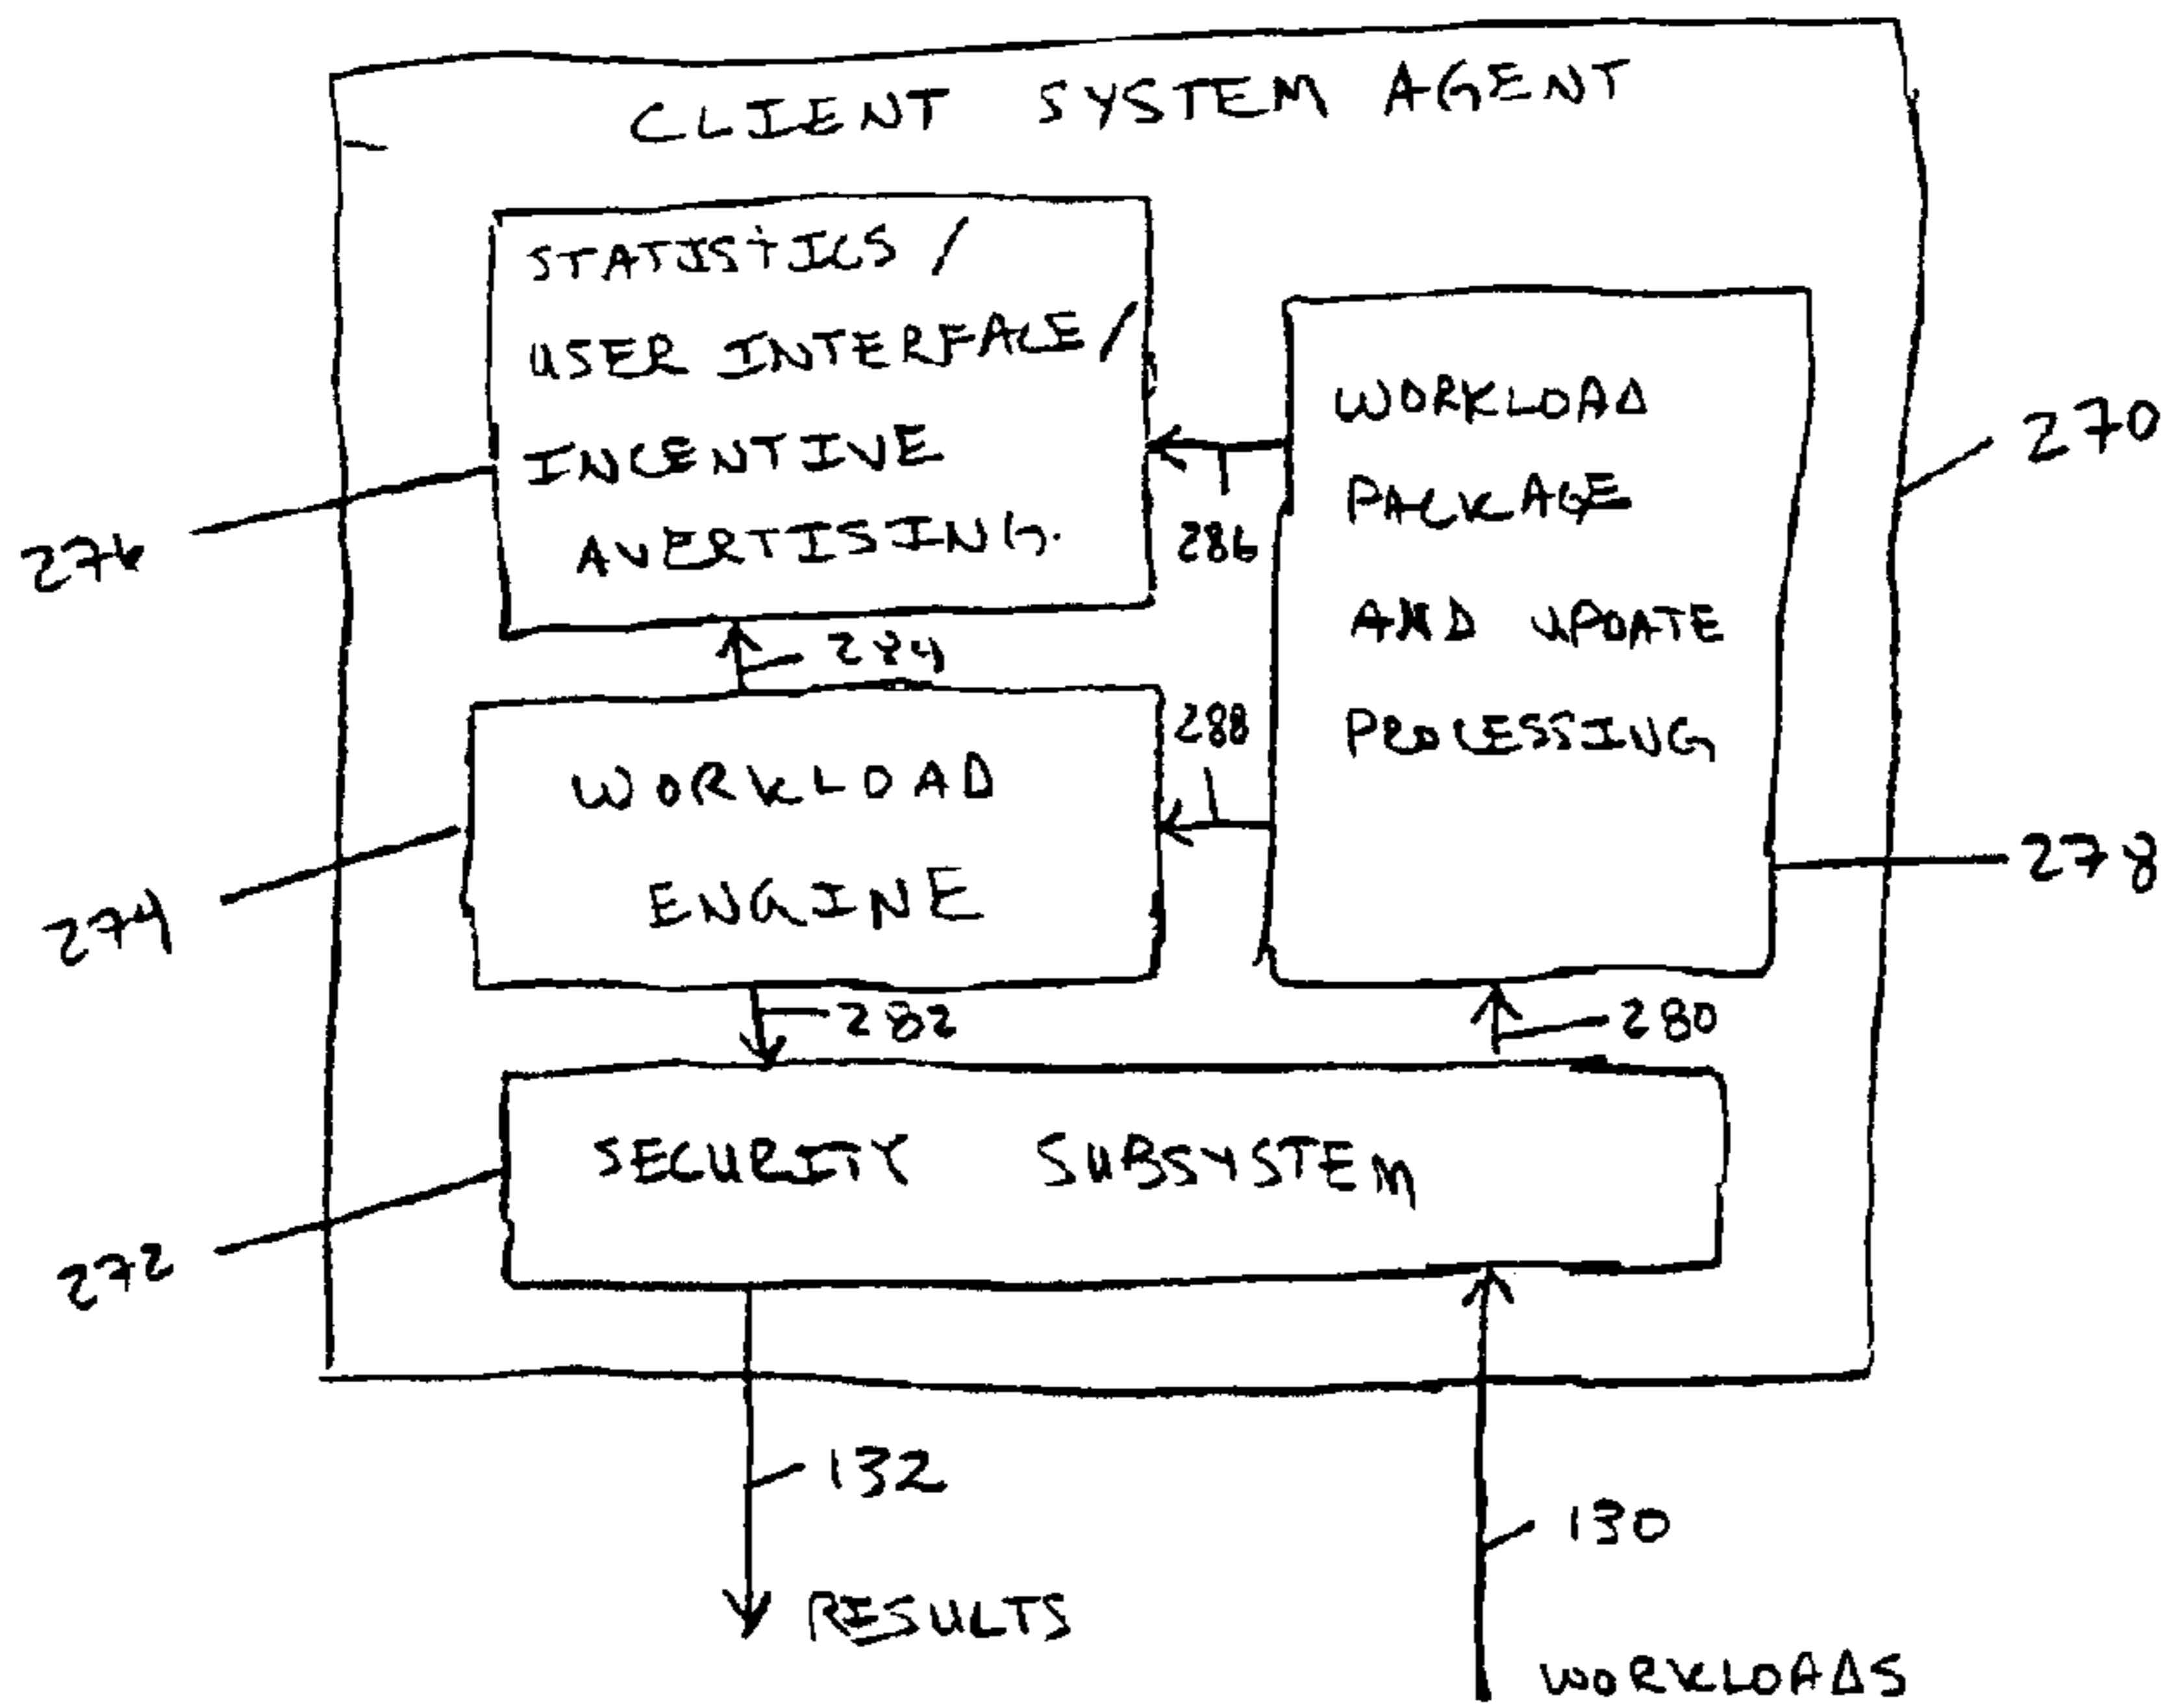 CLIENT SYSTEM AGENT
STATISTICS /
USER INTERFACE /
INCENTIVE
AVERTISING.
276
286
WORKLOAD
PACKAGE
AND UPDATE
PROCESSING
270
284
288
WORKLOAD
ENGINE
274
278
282
280
SECURITY SUBSYSTEM
272
132
130
RESULTS
WORKLOADS